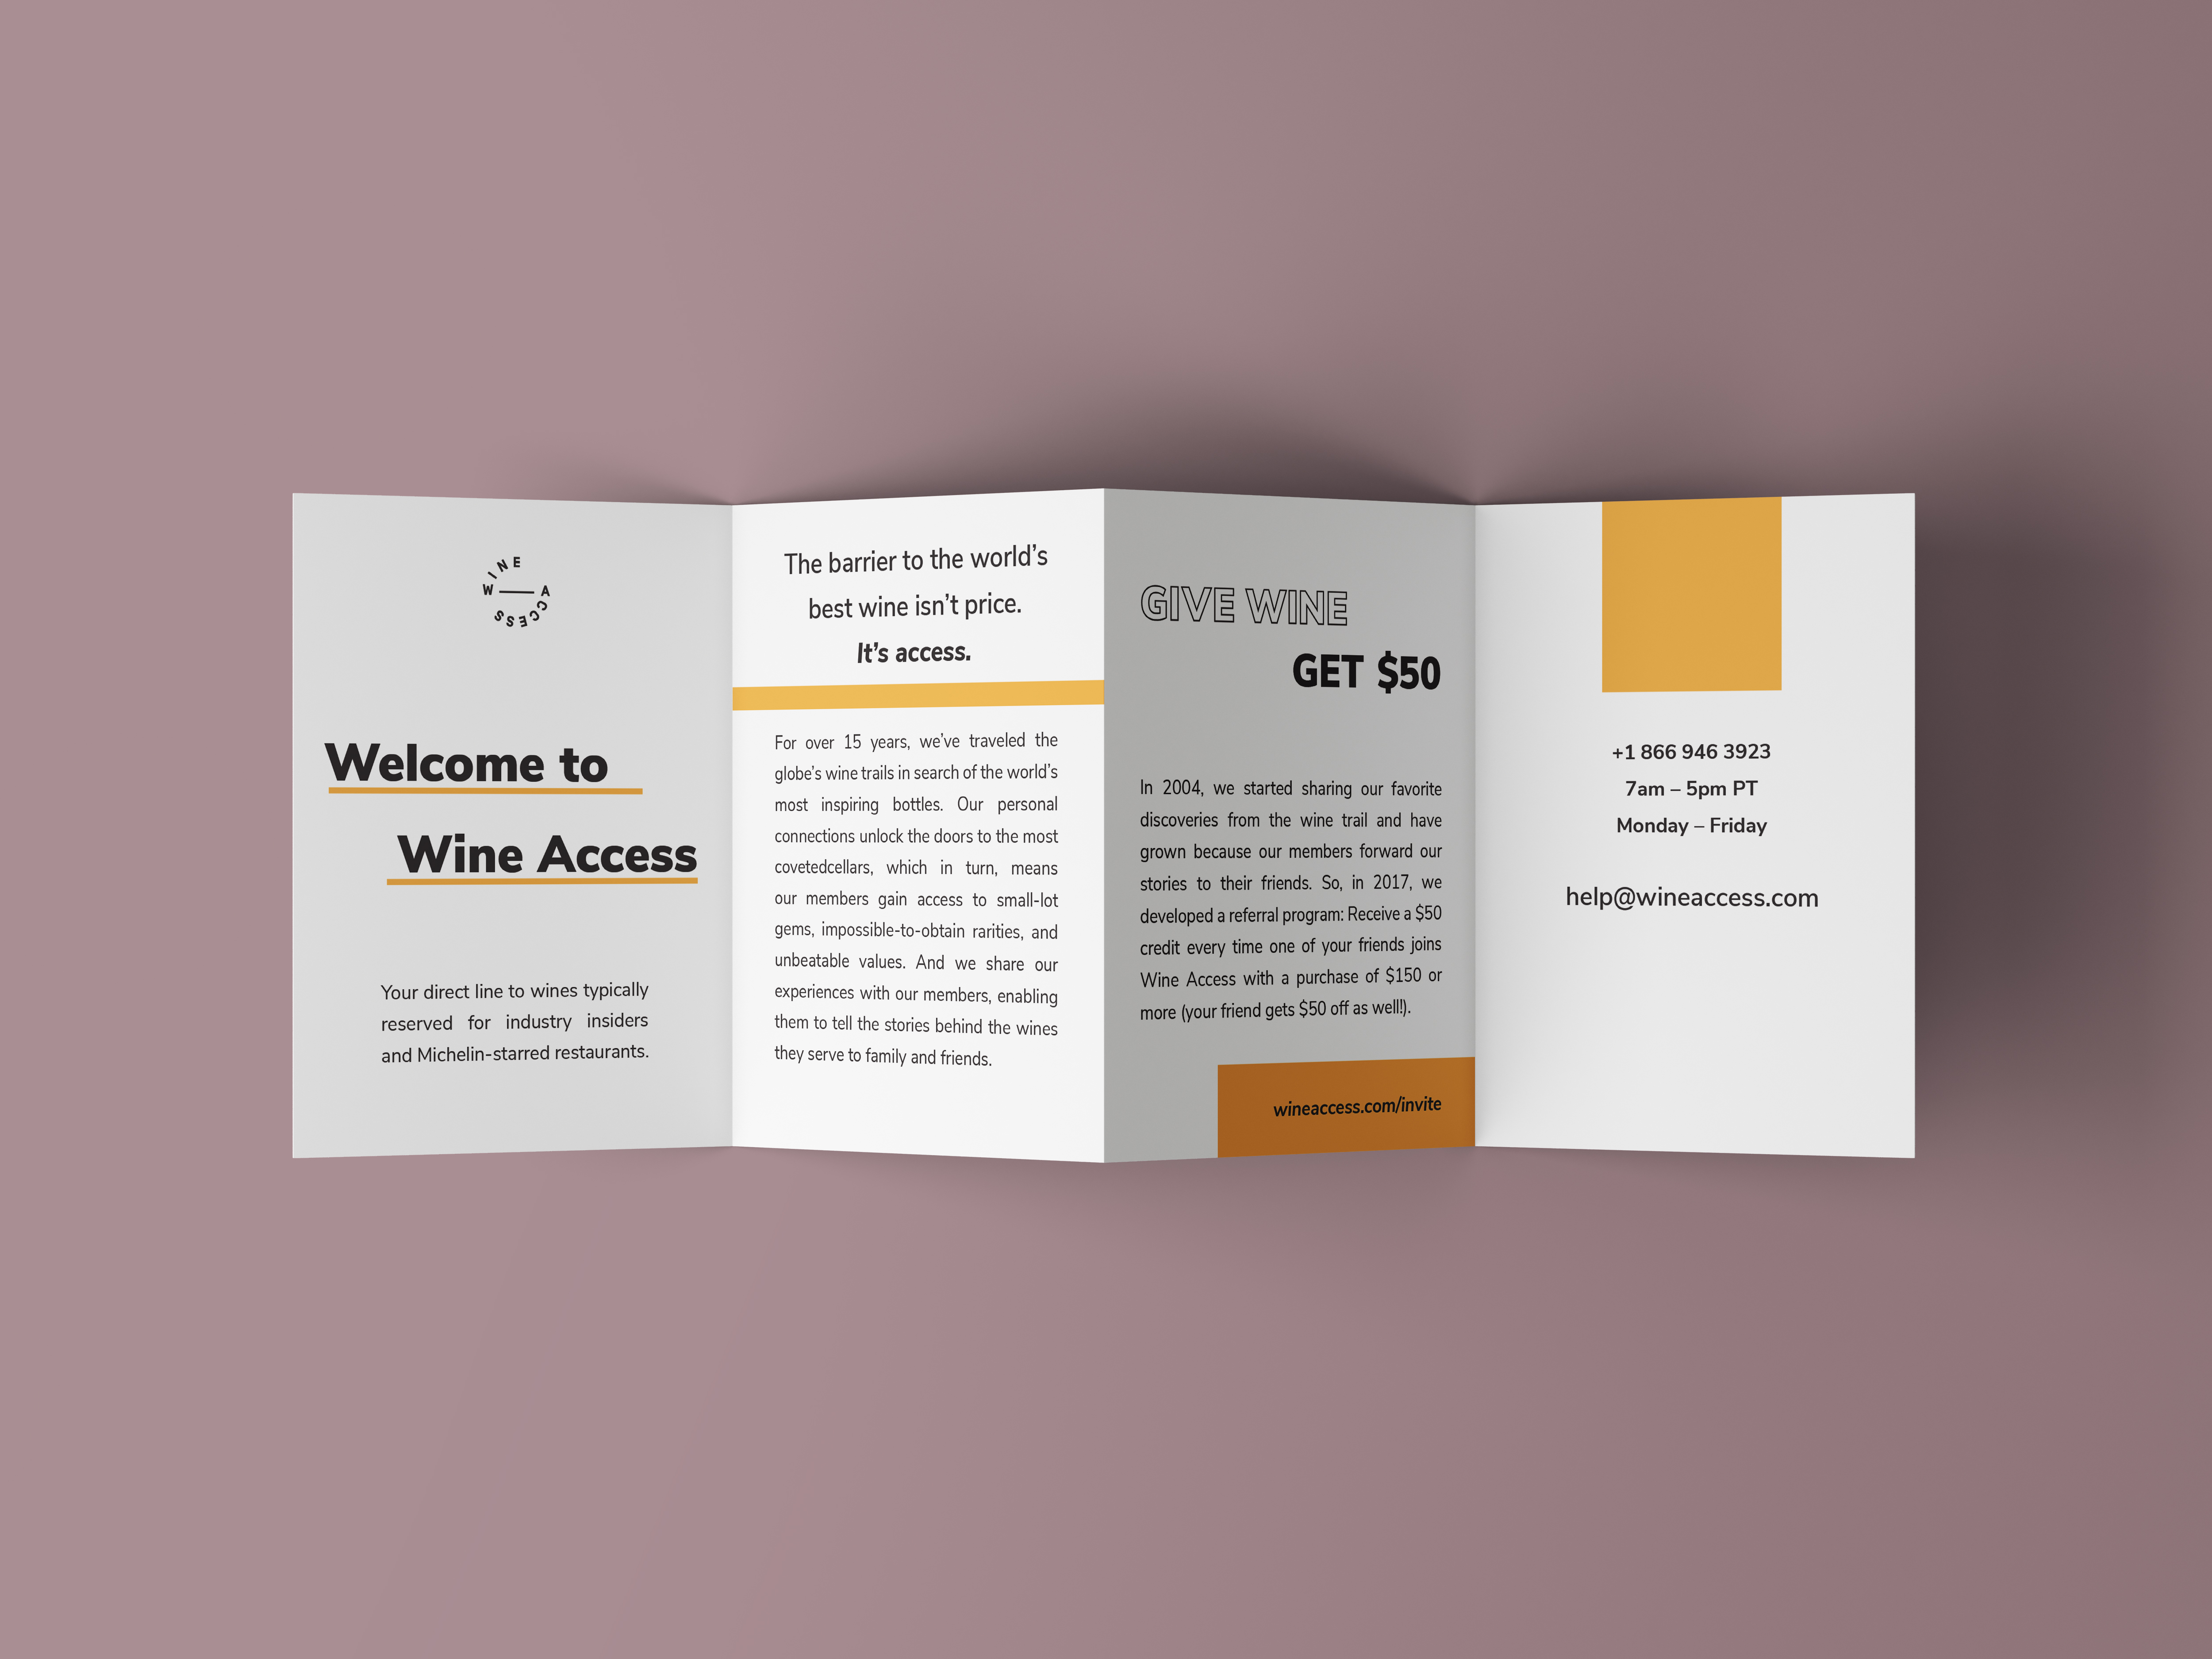 WINE ACCESS
Welcome to
Wine Access
Your direct line to wines typically
reserved for industry insiders
and Michelin-starred restaurants.
The barrier to the world’s
best wine isn’t price.
It’s access.
For over 15 years, we’ve traveled the
globe’s wine trails in search of the world’s
most inspiring bottles. Our personal
connections unlock the doors to the most
covetedcellars, which in turn, means
our members gain access to small-lot
gems, impossible-to-obtain rarities, and
unbeatable values. And we share our
experiences with our members, enabling
them to tell the stories behind the wines
they serve to family and friends.
GIVE WINE
GET $50
In 2004, we started sharing our favorite
discoveries from the wine trail and have
grown because our members forward our
stories to their friends. So, in 2017, we
developed a referral program: Receive a $50
credit every time one of your friends joins
Wine Access with a purchase of $150 or
more (your friend gets $50 off as well!).
wineaccess.com/invite
+1 866 946 3923
7am – 5pm PT
Monday – Friday
help@wineaccess.com